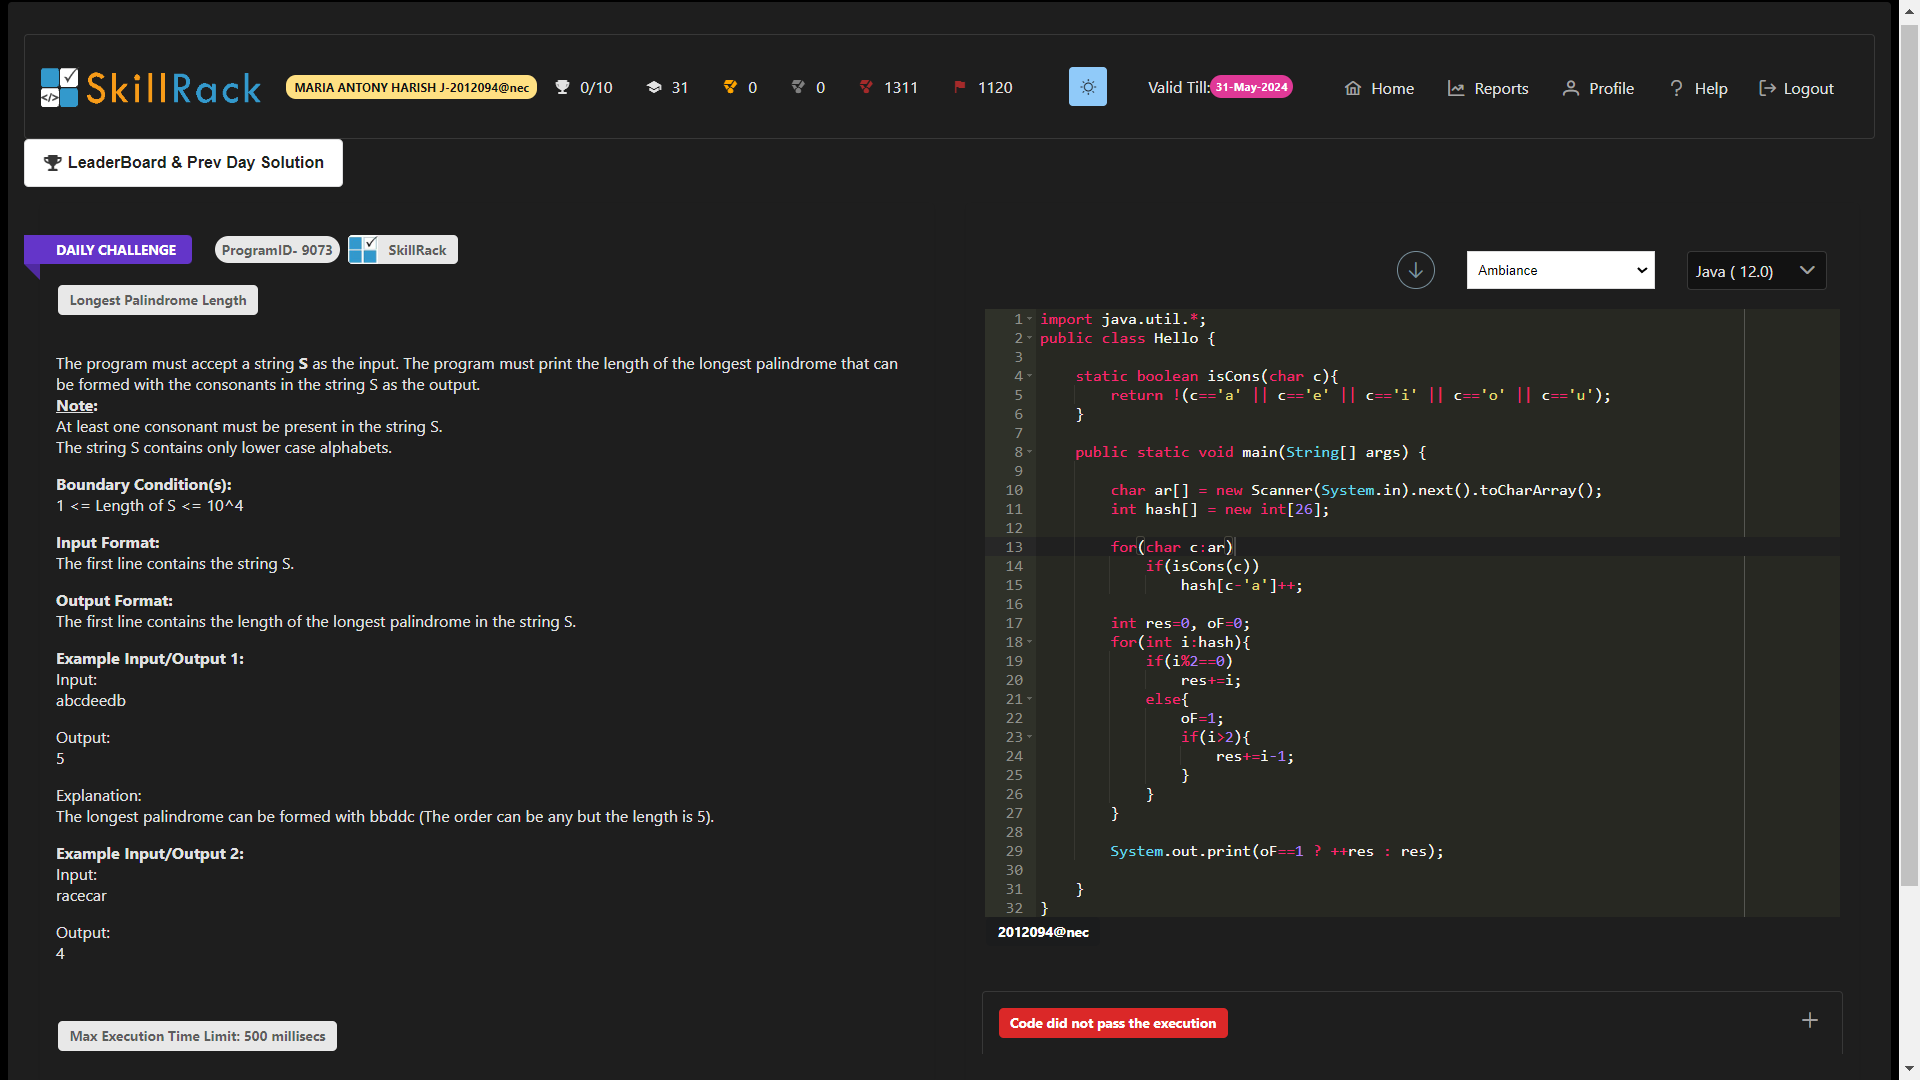 SkillRack
MARIA ANTONY HARISH J-2012094@nec
0/10
31
0
0
1311
1120
Valid Till: 31-May-2024
Home
Reports
Profile
Help
Logout
LeaderBoard & Prev Day Solution
DAILY CHALLENGE
ProgramID- 9073
SkillRack
Longest Palindrome Length
The program must accept a string S as the input. The program must print the length of the longest palindrome that can
be formed with the consonants in the string S as the output.
Note:
At least one consonant must be present in the string S.
The string S contains only lower case alphabets.
Boundary Condition(s):
1 <= Length of S <= 10^4
Input Format:
The first line contains the string S.
Output Format:
The first line contains the length of the longest palindrome in the string S.
Example Input/Output 1:
Input:
abcdeedb
Output:
5
Explanation:
The longest palindrome can be formed with bbddc (The order can be any but the length is 5).
Example Input/Output 2:
Input:
racecar
Output:
4
Max Execution Time Limit: 500 millisecs
Ambiance
Java ( 12.0)
1 import java.util.*;
2 public class Hello {
3
4     static boolean isCons(char c){
5         return !(c=='a' || c=='e' || c=='i' || c=='o' || c=='u');
6     }
7
8     public static void main(String[] args) {
9
10         char ar[] = new Scanner(System.in).next().toCharArray();
11         int hash[] = new int[26];
12
13         for(char c:ar)
14             if(isCons(c))
15                 hash[c-'a']++;
16
17         int res=0, oF=0;
18         for(int i:hash){
19             if(i%2==0)
20                 res+=i;
21             else{
22                 oF=1;
23                 if(i>2){
24                     res+=i-1;
25                 }
26             }
27         }
28
29         System.out.print(oF==1 ? ++res : res);
30
31     }
32 }
2012094@nec
Code did not pass the execution